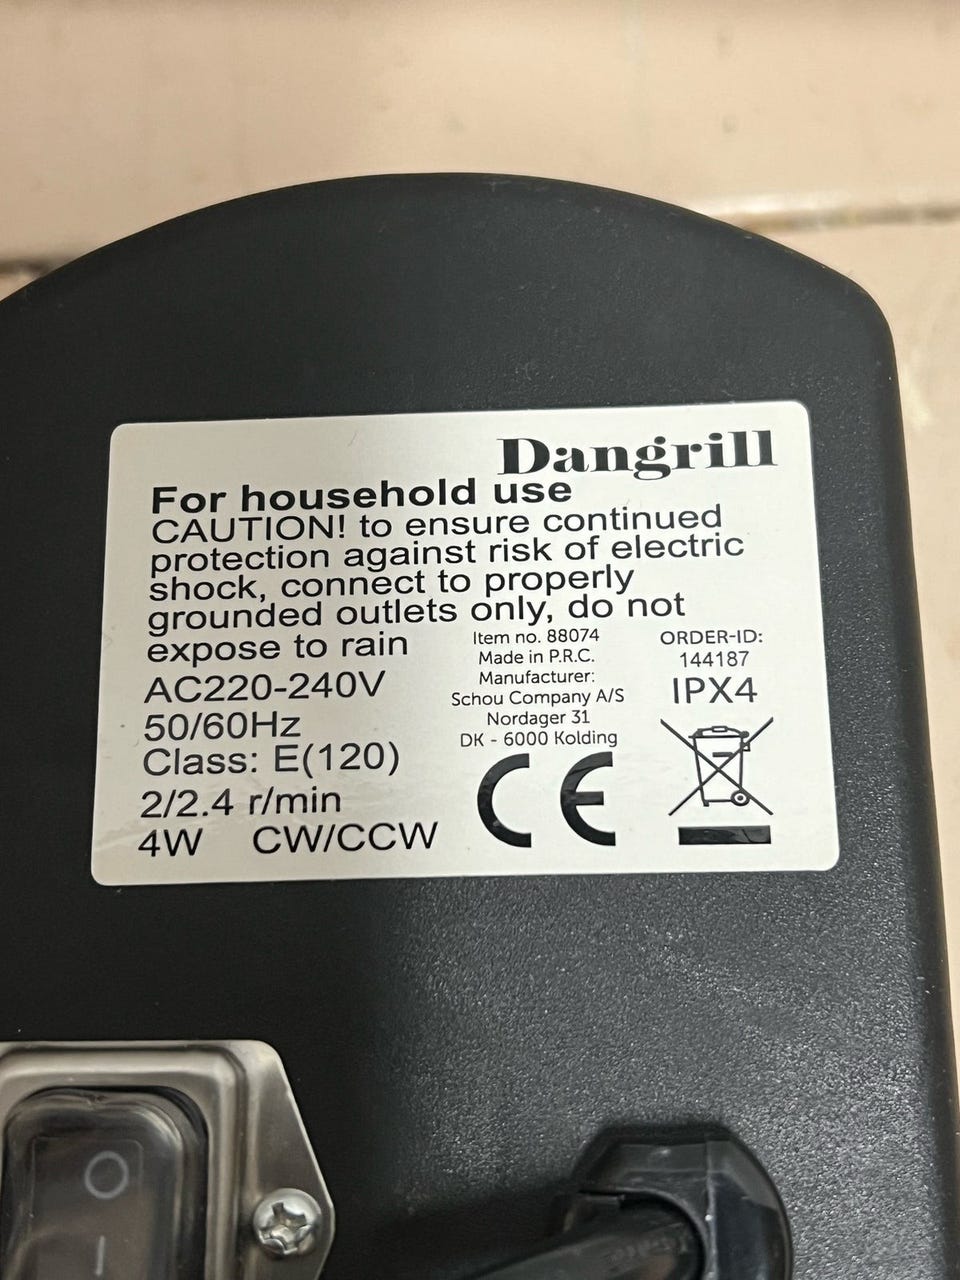 Dangrill
For household use
CAUTION! to ensure continued
protection against risk of electric
shock, connect to properly
grounded outlets only, do not
expose to rain
AC220-240V
50/60Hz
Class: E(120)
2/2.4 r/min
4W CW/CCW
Item no. 88074
Made in P.R.C.
Manufacturer:
Schou Company A/S
Nordager 31
DK - 6000 Kolding
CE
ORDER-ID:
144187
IPX4